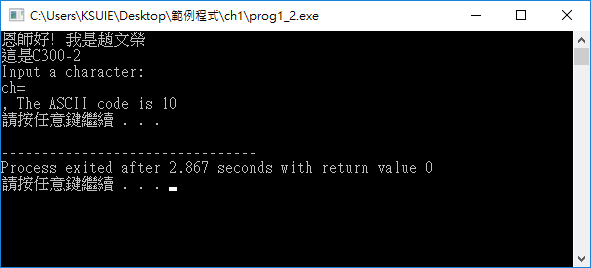 C:\Users\KSUIE\Desktop\範例程式\ch1\prog1_2.exe
恩師好! 我是趙文榮
這是C300-2
Input a character:
ch=
, The ASCII code is 10
請按任意鍵繼續 . . .
--------------------------------
Process exited after 2.867 seconds with return value 0
請按任意鍵繼續 . . .